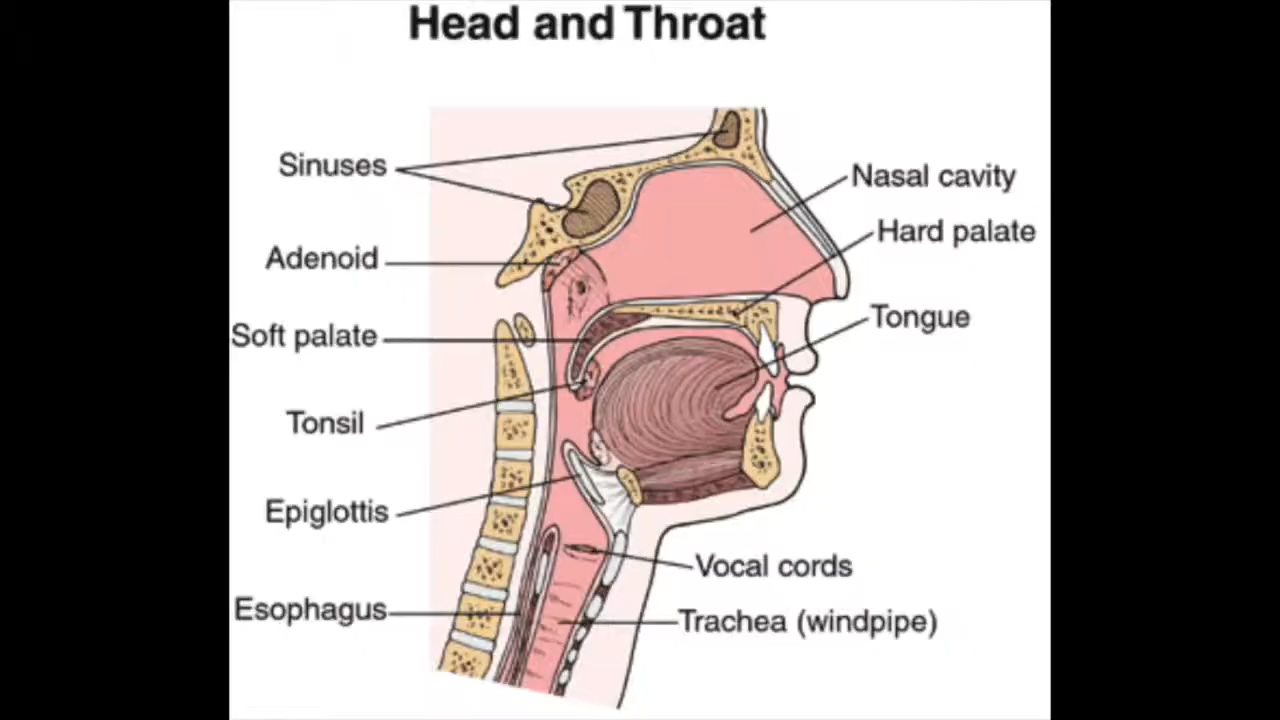 Head and Throat
Sinuses
Nasal cavity
Hard palate
Adenoid
Tongue
Soft palate
Tonsil
Epiglottis
Vocal cords
Esophagus
Trachea (windpipe)